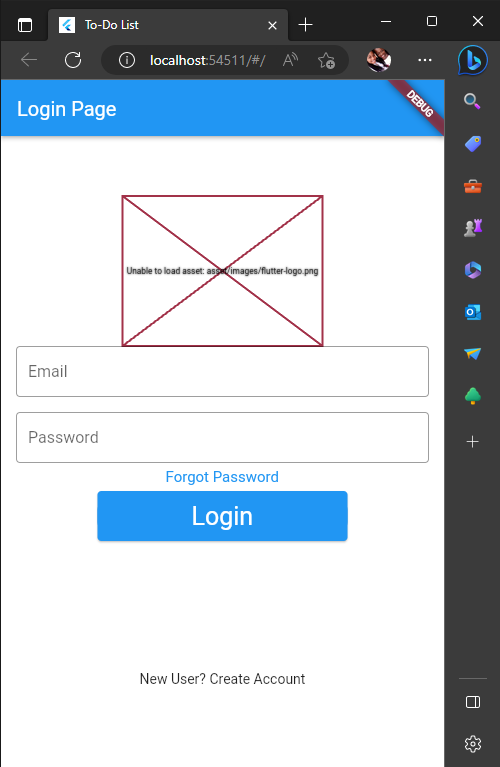 To-Do List
localhost:54511/#/
Login Page
DEBUG
Unable to load asset: asset/images/flutter-logo.png
Email
Password
Forgot Password
Login
New User? Create Account